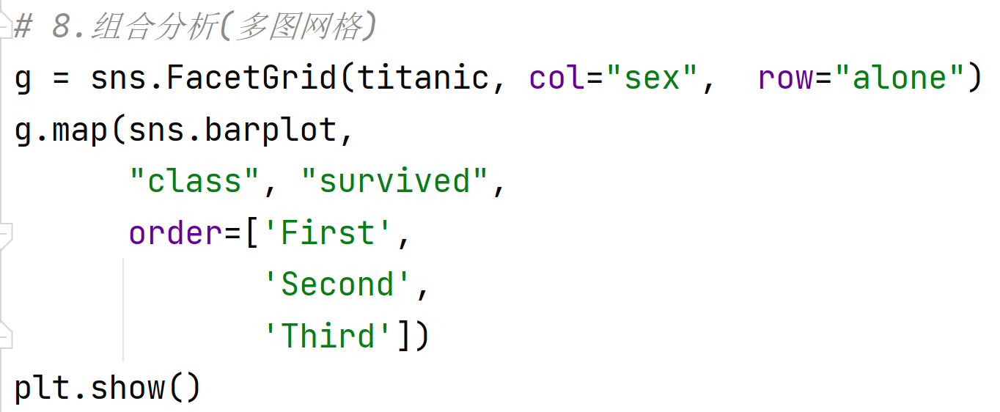 # 8.组合分析(多图网格)
g = sns.FacetGrid(titanic, col="sex",  row="alone")
g.map(sns.barplot,
      "class", "survived",
      order=['First',
             'Second',
             'Third'])
plt.show()